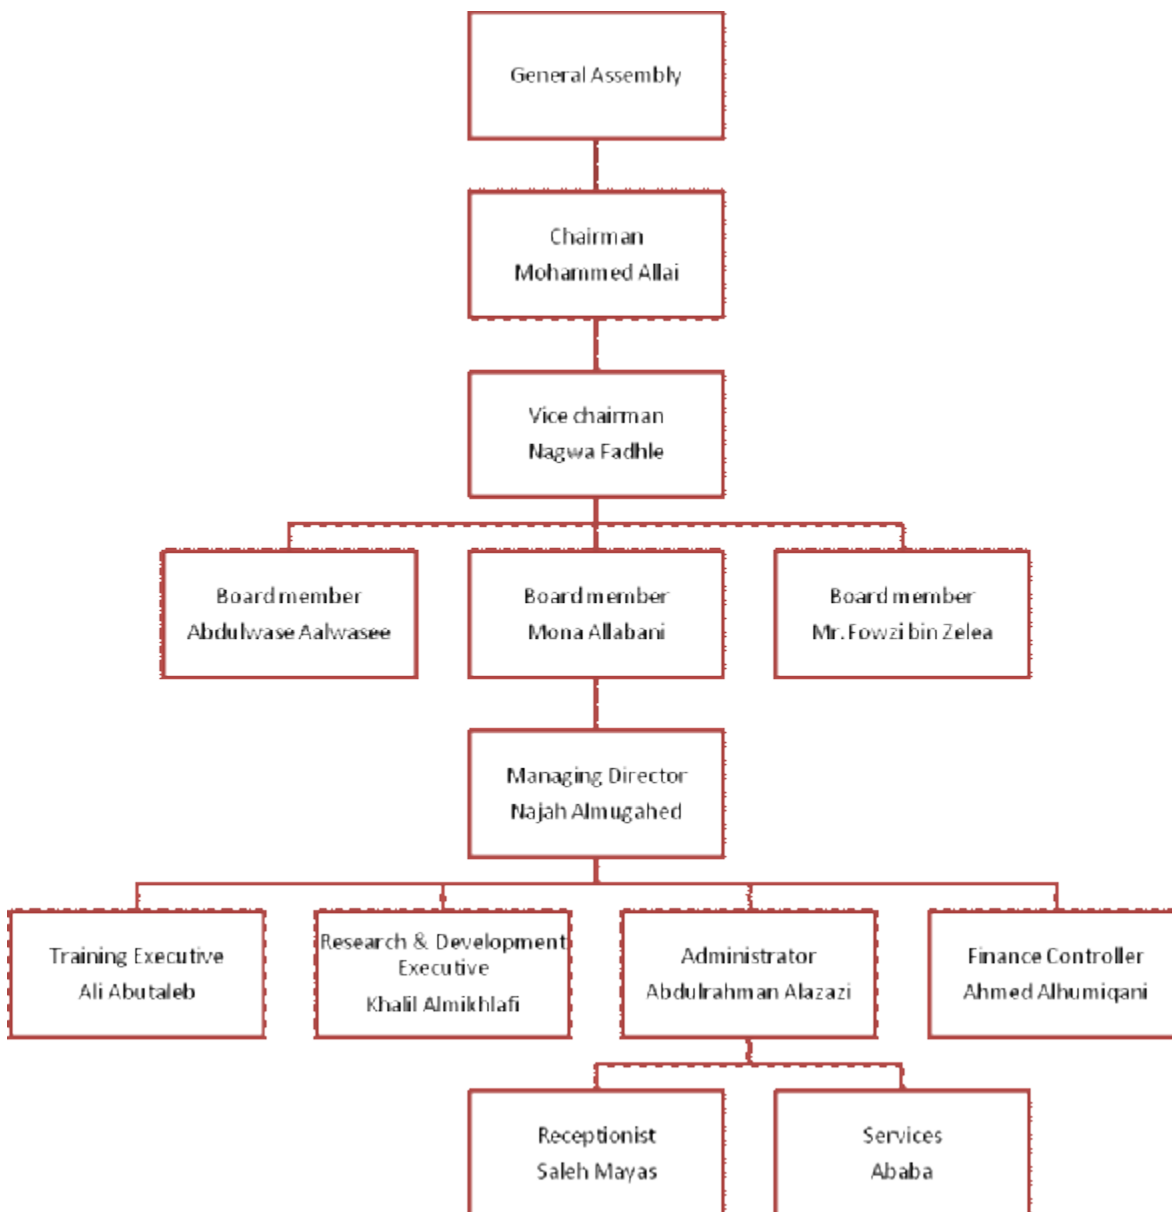 General Assembly
Chairman
Mohammed Allai
Vice chairman
Nagwa Fadhle
Board member
Abdulwase Aalwasee
Board member
Mona Allabani
Board member
Mr. Fowzi bin Zelea
Managing Director
Najah Almugahed
Training Executive
Ali Abutaleb
Research & Development
Executive
Khalil Almikhlafi
Administrator
Abdulrahman Alazazi
Finance Controller
Ahmed Alhumiqani
Receptionist
Saleh Mayas
Services
Ababa